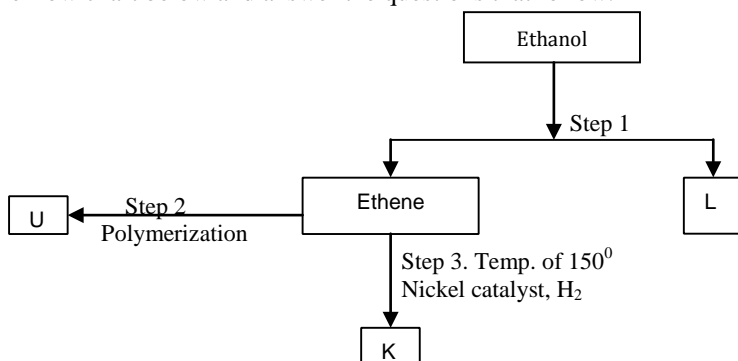 Ethanol
Step 1
Ethene
L
U
Step 2
Polymerization
Step 3. Temp. of 150⁰
Nickel catalyst, H₂
K